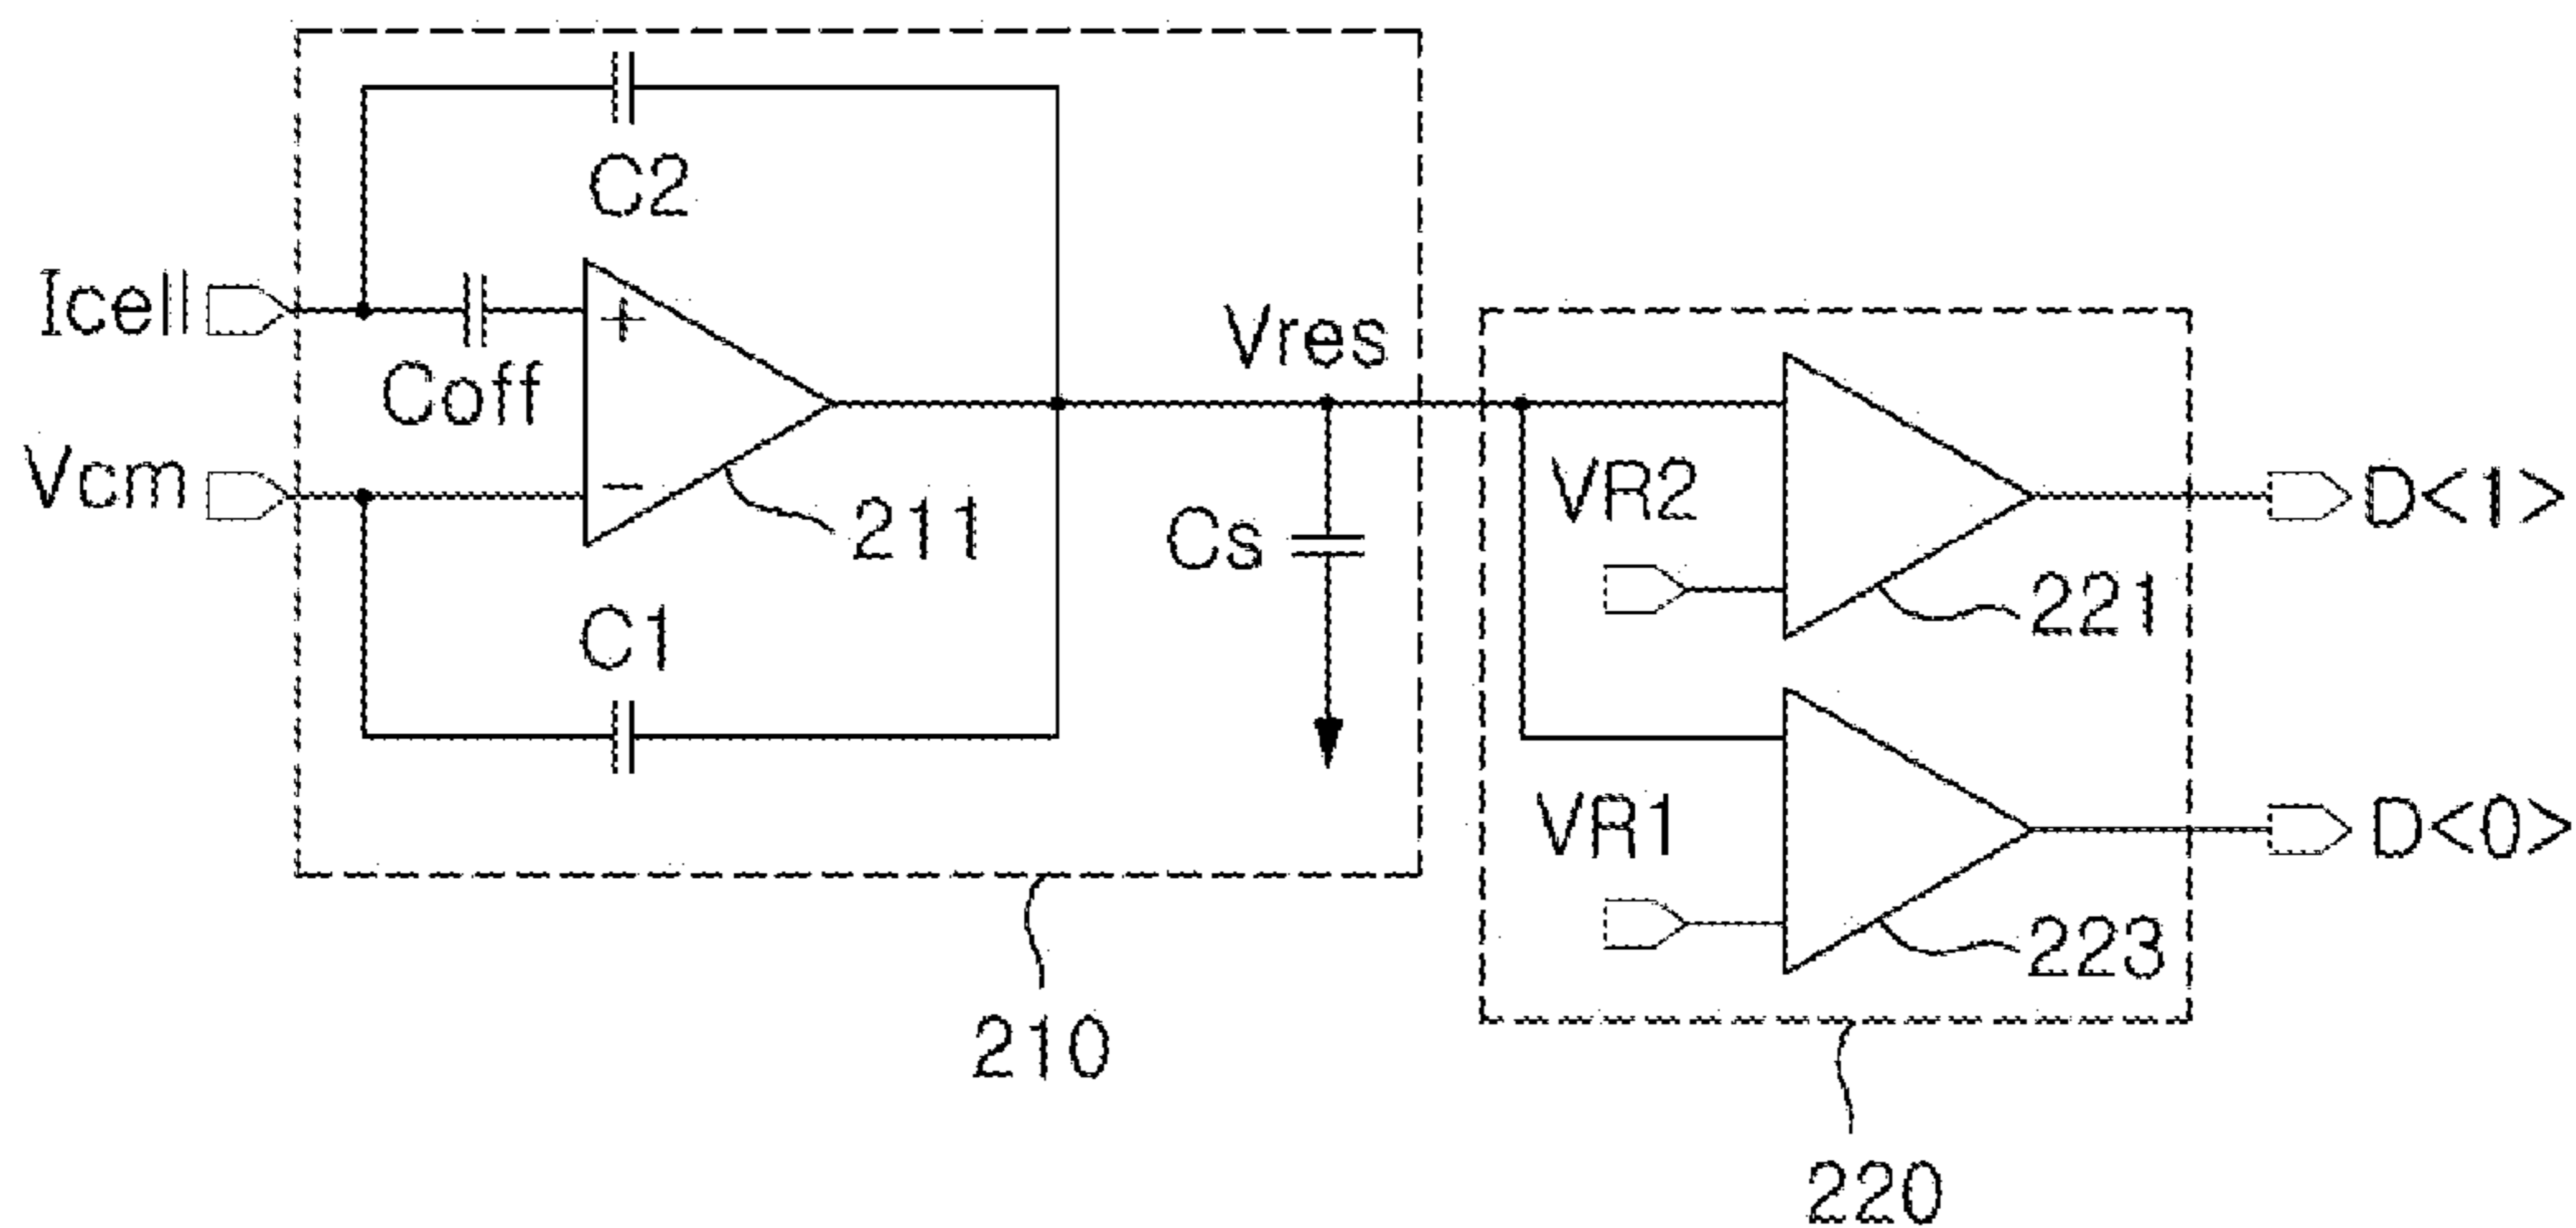 C2
Icell
+
Coff
Vres
Vcm
−
211
VR2
D<1>
Cs
221
C1
VR1
D<0>
223
210
220